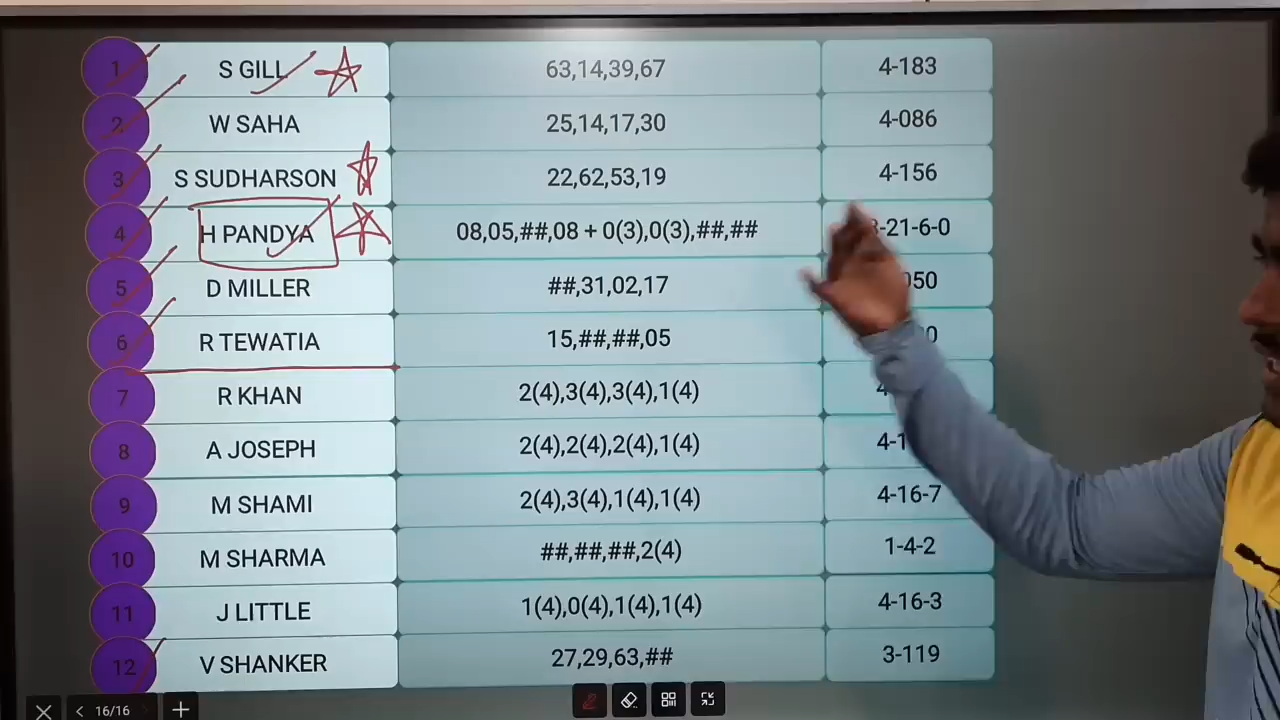 1 S GILL 63,14,39,67 4-183
2 W SAHA 25,14,17,30 4-086
3 S SUDHARSON 22,62,53,19 4-156
4 H PANDYA 08,05,##,08 + 0(3),0(3),##,## -21-6-0
5 D MILLER ##,31,02,17 050
6 R TEWATIA 15,##,##,05
7 R KHAN 2(4),3(4),3(4),1(4)
8 A JOSEPH 2(4),2(4),2(4),1(4) 4-1
9 M SHAMI 2(4),3(4),1(4),1(4) 4-16-7
10 M SHARMA ##,##,##,2(4) 1-4-2
11 J LITTLE 1(4),0(4),1(4),1(4) 4-16-3
12 V SHANKER 27,29,63,## 3-119
16/16